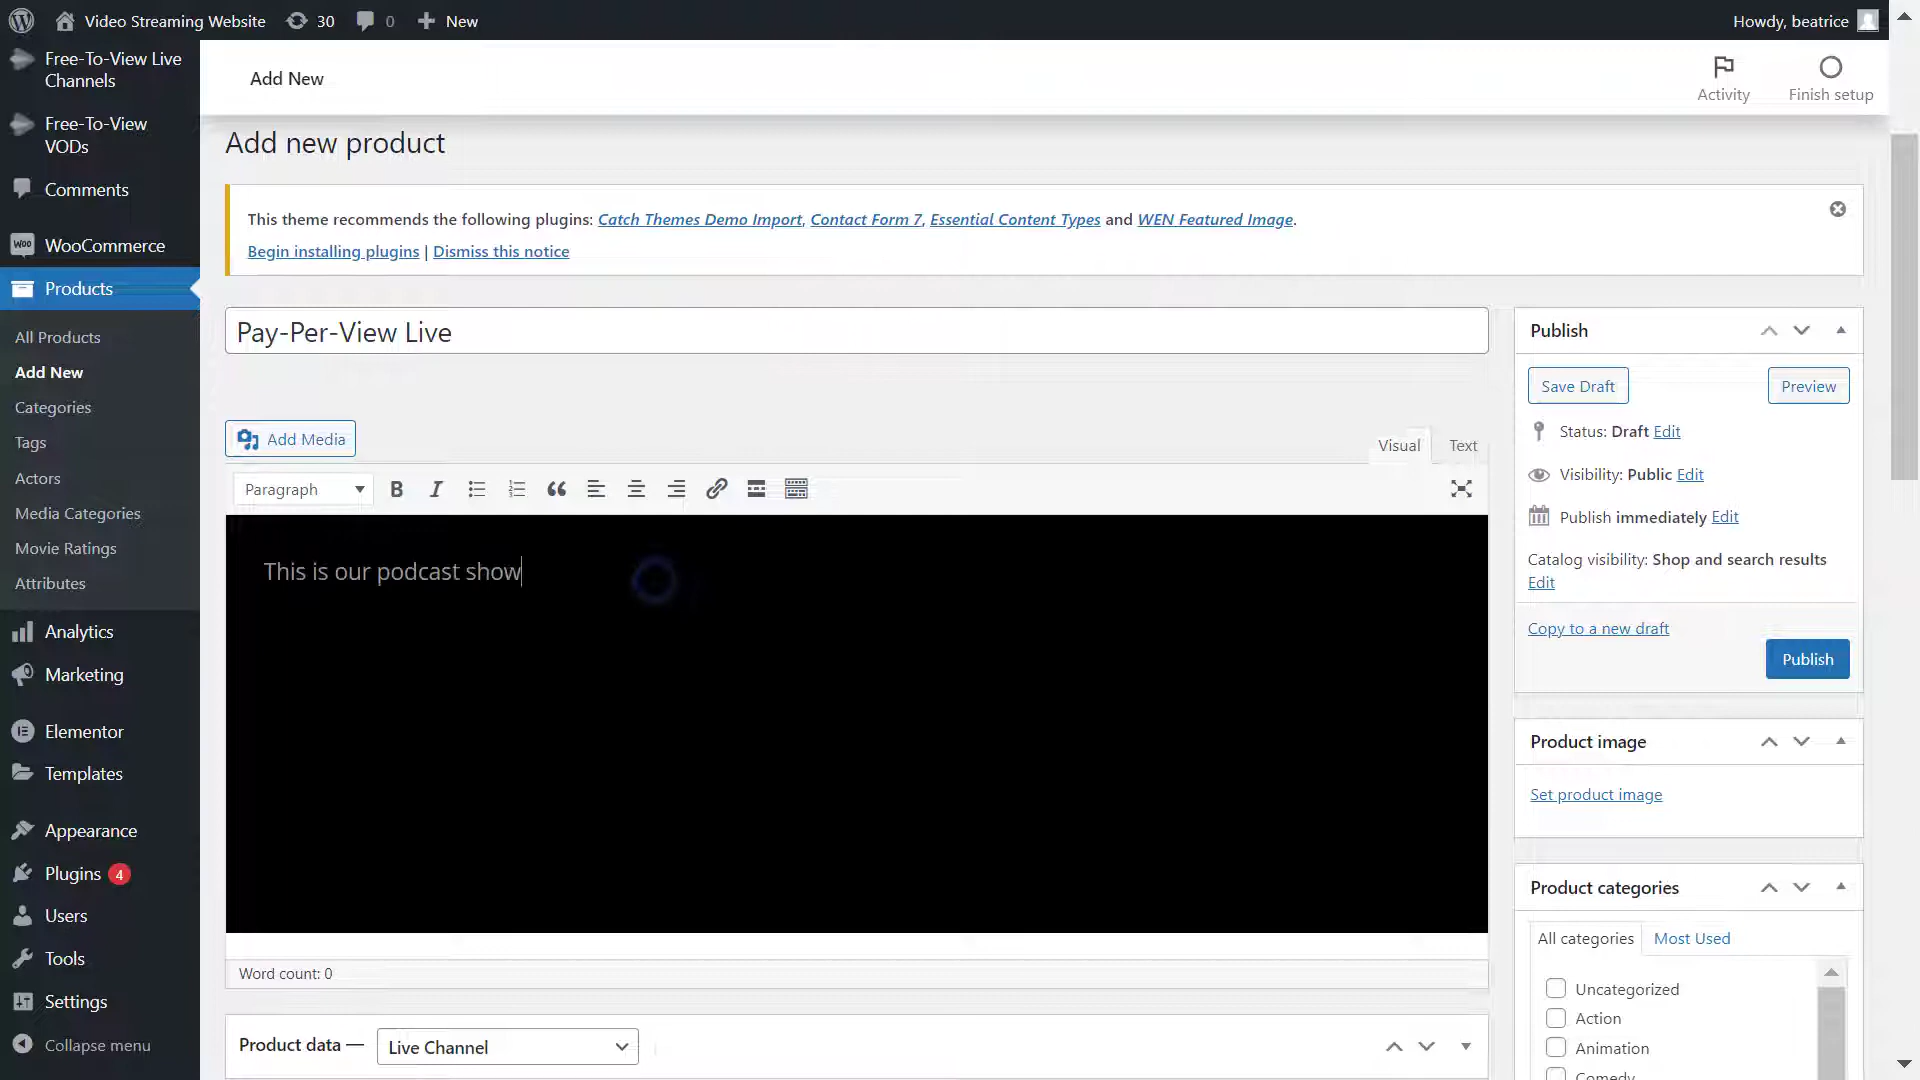 Video Streaming Website 30 0 New Howdy, beatrice
Free-To-View Live
Channels
Free-To-View
VODs
Comments
WooCommerce
Products
All Products
Add New
Categories
Tags
Actors
Media Categories
Movie Ratings
Attributes
Analytics
Marketing
Elementor
Templates
Appearance
Plugins 4
Users
Tools
Settings
Collapse menu
Add New
Activity
Finish setup
Add new product
This theme recommends the following plugins: Catch Themes Demo Import, Contact Form 7, Essential Content Types and WEN Featured Image.
Begin installing plugins | Dismiss this notice
Pay-Per-View Live
Add Media
Visual Text
Paragraph
This is our podcast show
Word count: 0
Product data — Live Channel
Publish
Save Draft Preview
Status: Draft Edit
Visibility: Public Edit
Publish immediately Edit
Catalog visibility: Shop and search results
Edit
Copy to a new draft
Publish
Product image
Set product image
Product categories
All categories Most Used
Uncategorized
Action
Animation
Comedy